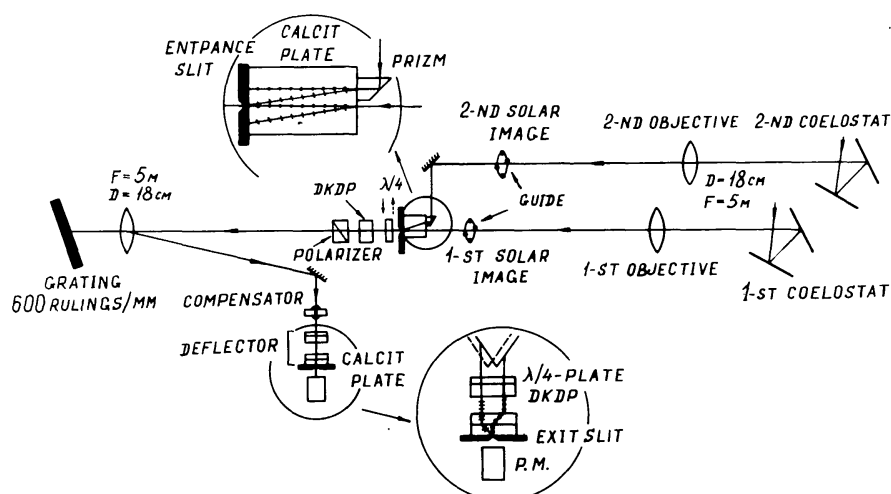 ENTPANCE
SLIT
CALCIT
PLATE
PRIZM
2-ND SOLAR
IMAGE
2-ND OBJECTIVE
2-ND COELOSTAT
F=5M
D=18CM
DKDP
λ/4
GUIDE
D=18CM
F=5M
POLARIZER
1-ST SOLAR
IMAGE
1-ST OBJECTIVE
1-ST COELOSTAT
GRATING
600 RULINGS/MM
COMPENSATOR
DEFLECTOR
CALCIT
PLATE
λ/4-PLATE
DKDP
EXIT SLIT
P.M.